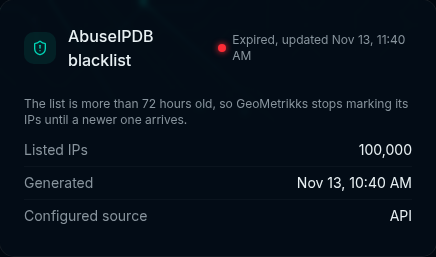 AbuseIPDB
blacklist
Expired, updated Nov 13, 11:40
AM
The list is more than 72 hours old, so GeoMetrikks stops marking its
IPs until a newer one arrives.
Listed IPs 100,000
Generated Nov 13, 10:40 AM
Configured source API